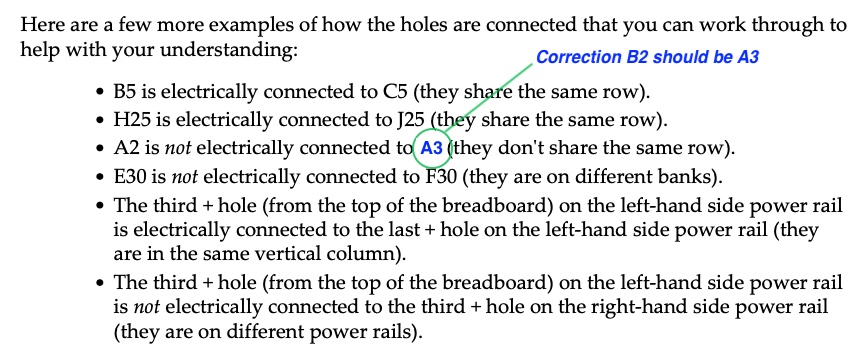 Here are a few more examples of how the holes are connected that you can work through to
help with your understanding:
Correction B2 should be A3
• B5 is electrically connected to C5 (they share the same row).
• H25 is electrically connected to J25 (they share the same row).
• A2 is not electrically connected to A3 (they don't share the same row).
• E30 is not electrically connected to F30 (they are on different banks).
• The third + hole (from the top of the breadboard) on the left-hand side power rail
is electrically connected to the last + hole on the left-hand side power rail (they
are in the same vertical column).
• The third + hole (from the top of the breadboard) on the left-hand side power rail
is not electrically connected to the third + hole on the right-hand side power rail
(they are on different power rails).